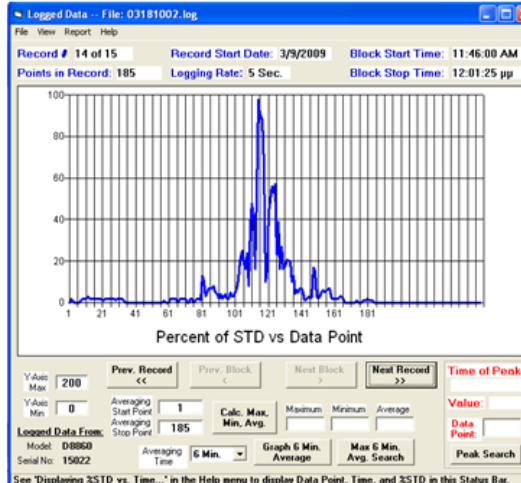 Logged Data -- File: 03181002.log
File View Report Help
Record # 14 of 15 Record Start Date: 3/9/2009 Block Start Time: 11:46:00 AM
Points in Record: 185 Logging Rate: 5 Sec. Block Stop Time: 12:01:25 μμ
100
80
60
40
20
0
1 21 41 61 81 101 121 141 161 181
Percent of STD vs Data Point
Y-Axis Max 200 Prev. Record << Prev. Block < Next Block > Next Record >> Time of Peak
Y-Axis Min 0 Averaging Start Point 1 Calc. Max, Min, Avg. Maximum Minimum Average Value:
Logged Data From: Averaging Stop Point 185 Data Point:
Model: D8860 Averaging Time 6 Min. Graph 6 Min. Average Max 6 Min. Avg. Search Peak Search
Serial No: 15022
See 'Displaying %STD vs. Time...' in the Help menu to display Data Point, Time, and %STD in this Status Bar.